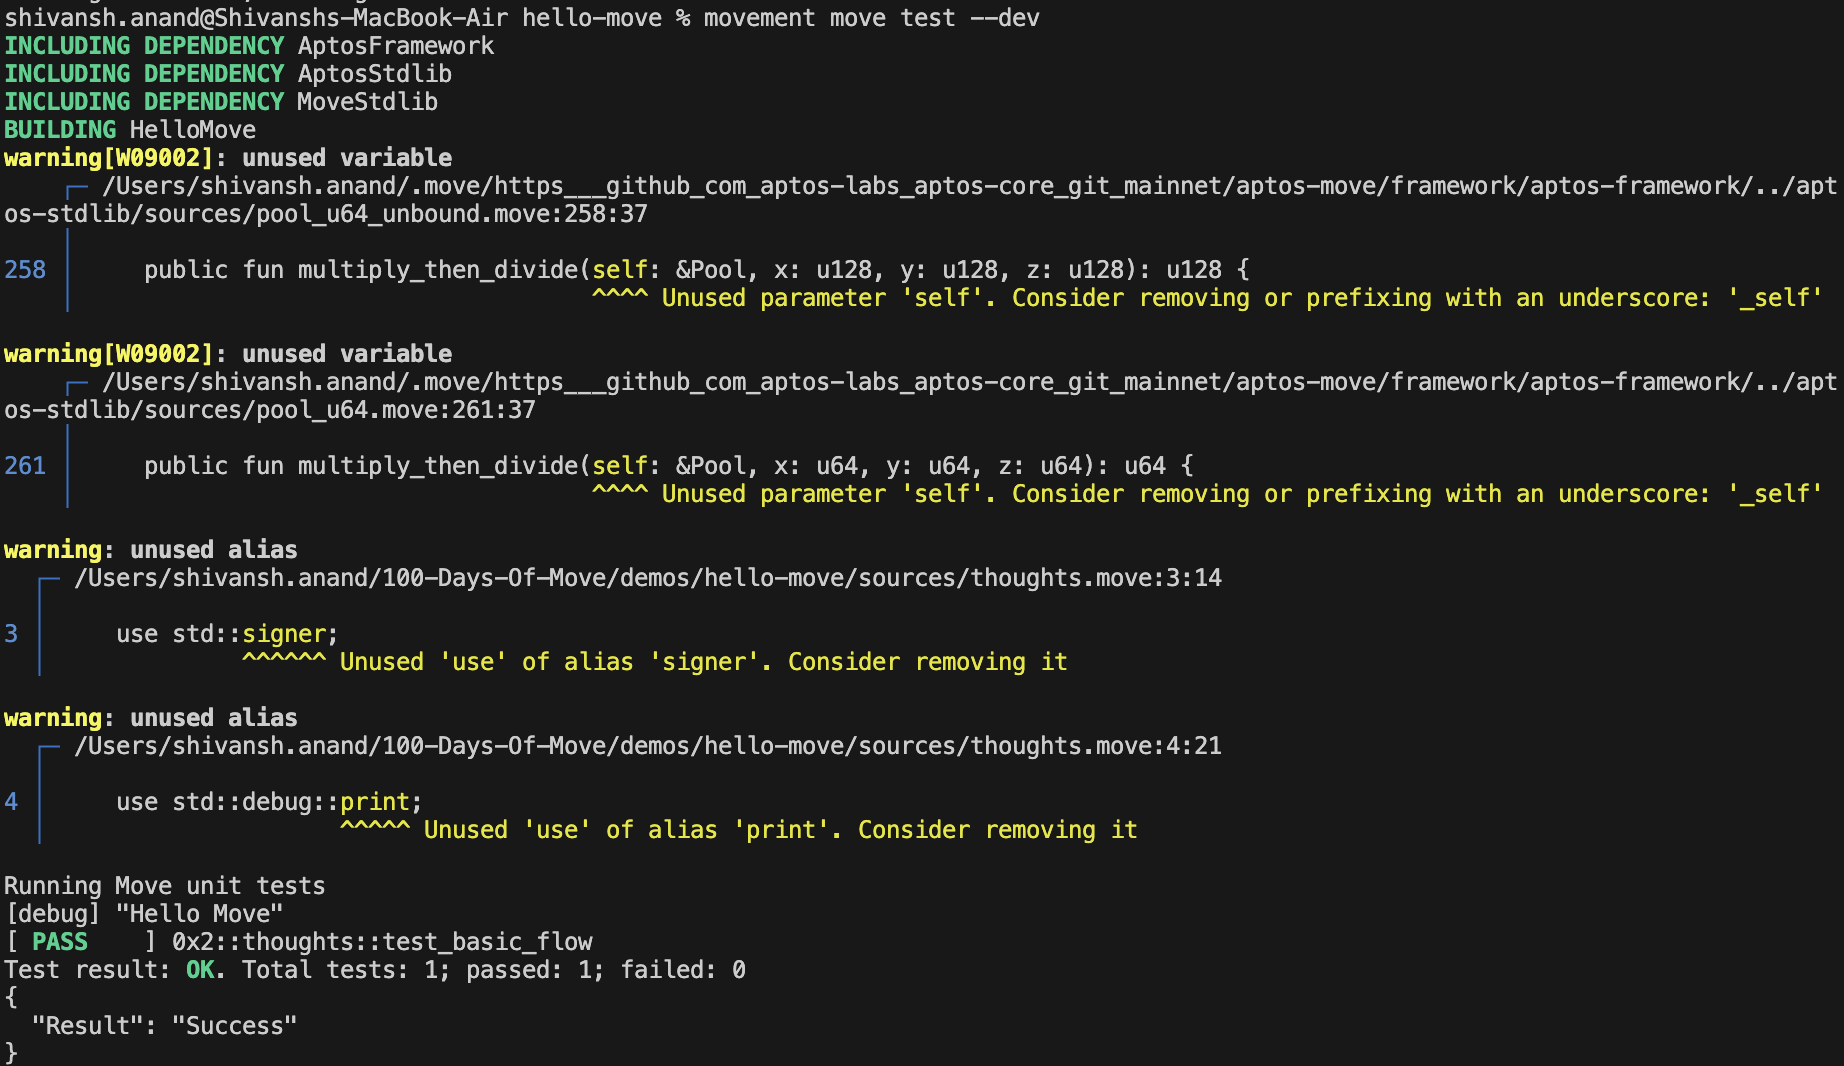 shivansh.anand@Shivanshs-MacBook-Air hello-move % movement move test --dev
INCLUDING DEPENDENCY AptosFramework
INCLUDING DEPENDENCY AptosStdlib
INCLUDING DEPENDENCY MoveStdlib
BUILDING HelloMove
warning[W09002]: unused variable
┌─ /Users/shivansh.anand/.move/https___github_com_aptos-labs_aptos-core_git_mainnet/aptos-move/framework/aptos-framework/../apt
os-stdlib/sources/pool_u64_unbound.move:258:37
│
258 │     public fun multiply_then_divide(self: &Pool, x: u128, y: u128, z: u128): u128 {
│                                     ^^^^ Unused parameter 'self'. Consider removing or prefixing with an underscore: '_self'
warning[W09002]: unused variable
┌─ /Users/shivansh.anand/.move/https___github_com_aptos-labs_aptos-core_git_mainnet/aptos-move/framework/aptos-framework/../apt
os-stdlib/sources/pool_u64.move:261:37
│
261 │     public fun multiply_then_divide(self: &Pool, x: u64, y: u64, z: u64): u64 {
│                                     ^^^^ Unused parameter 'self'. Consider removing or prefixing with an underscore: '_self'
warning: unused alias
┌─ /Users/shivansh.anand/100-Days-Of-Move/demos/hello-move/sources/thoughts.move:3:14
│
3 │     use std::signer;
│              ^^^^^^ Unused 'use' of alias 'signer'. Consider removing it
warning: unused alias
┌─ /Users/shivansh.anand/100-Days-Of-Move/demos/hello-move/sources/thoughts.move:4:21
│
4 │     use std::debug::print;
│                     ^^^^^ Unused 'use' of alias 'print'. Consider removing it
Running Move unit tests
[debug] "Hello Move"
[ PASS    ] 0x2::thoughts::test_basic_flow
Test result: OK. Total tests: 1; passed: 1; failed: 0
{
  "Result": "Success"
}